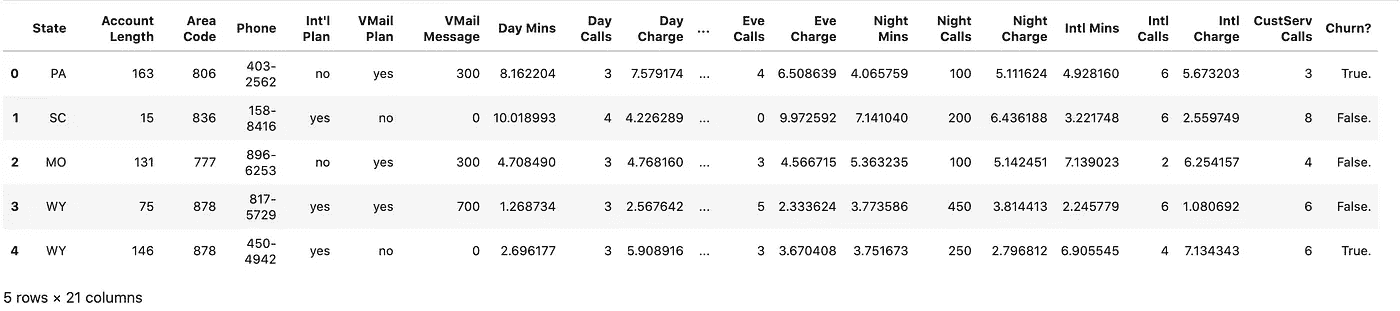 State Account Length Area Code Phone Int'l Plan VMail Plan VMail Message Day Mins Day Calls Day Charge ... Eve Calls Eve Charge Night Mins Night Calls Night Charge Intl Mins Intl Calls Intl Charge CustServ Calls Churn?
0 PA 163 806 403-2562 no yes 300 8.162204 3 7.579174 ... 4 6.508639 4.065759 100 5.111624 4.928160 6 5.673203 3 True.
1 SC 15 836 158-8416 yes no 0 10.018993 4 4.226289 ... 0 9.972592 7.141040 200 6.436188 3.221748 6 2.559749 8 False.
2 MO 131 777 896-6253 no yes 300 4.708490 3 4.768160 ... 3 4.566715 5.363235 100 5.142451 7.139023 2 6.254157 4 False.
3 WY 75 878 817-5729 yes yes 700 1.268734 3 2.567642 ... 5 2.333624 3.773586 450 3.814413 2.245779 6 1.080692 6 False.
4 WY 146 878 450-4942 yes no 0 2.696177 3 5.908916 ... 3 3.670408 3.751673 250 2.796812 6.905545 4 7.134343 6 True.
5 rows × 21 columns